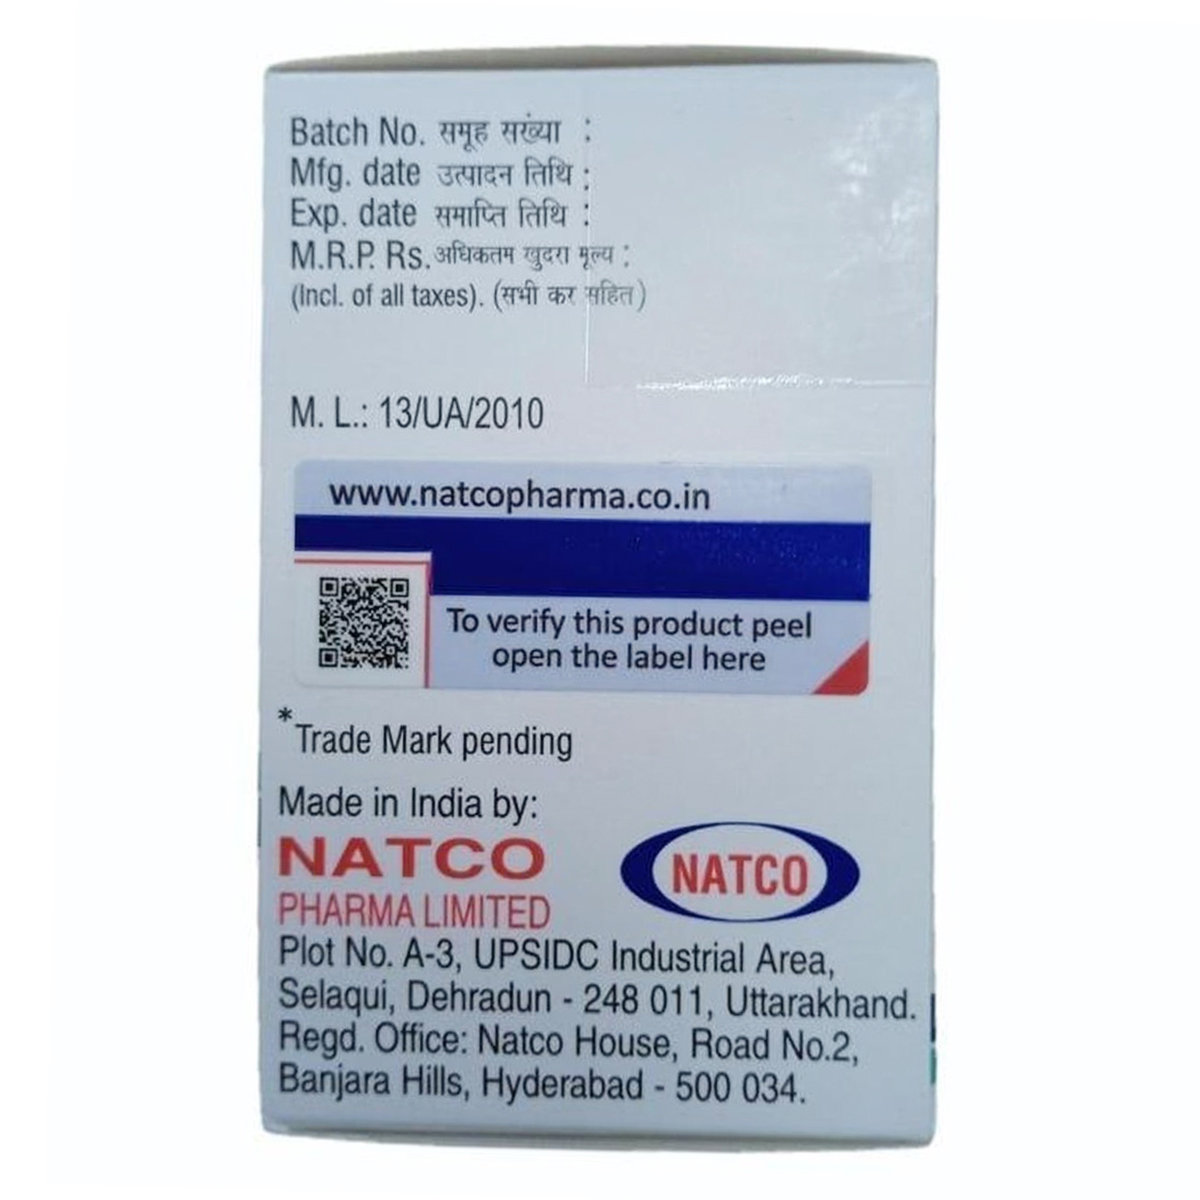 Batch No. समूह सख्ंया :
Mfg. date उत्पादन तिथि :
Exp. date समाप्ति तिथि :
M.R.P. Rs. अधिकतम खुदरा मूल्य :
(Incl. of all taxes). (सभी कर सहित)
M. L.: 13/UA/2010
www.natcopharma.co.in
To verify this product peel
open the label here
*Trade Mark pending
Made in India by:
NATCO
PHARMA LIMITED
NATCO
Plot No. A-3, UPSIDC Industrial Area,
Selaqui, Dehradun - 248 011, Uttarakhand.
Regd. Office: Natco House, Road No.2,
Banjara Hills, Hyderabad - 500 034.